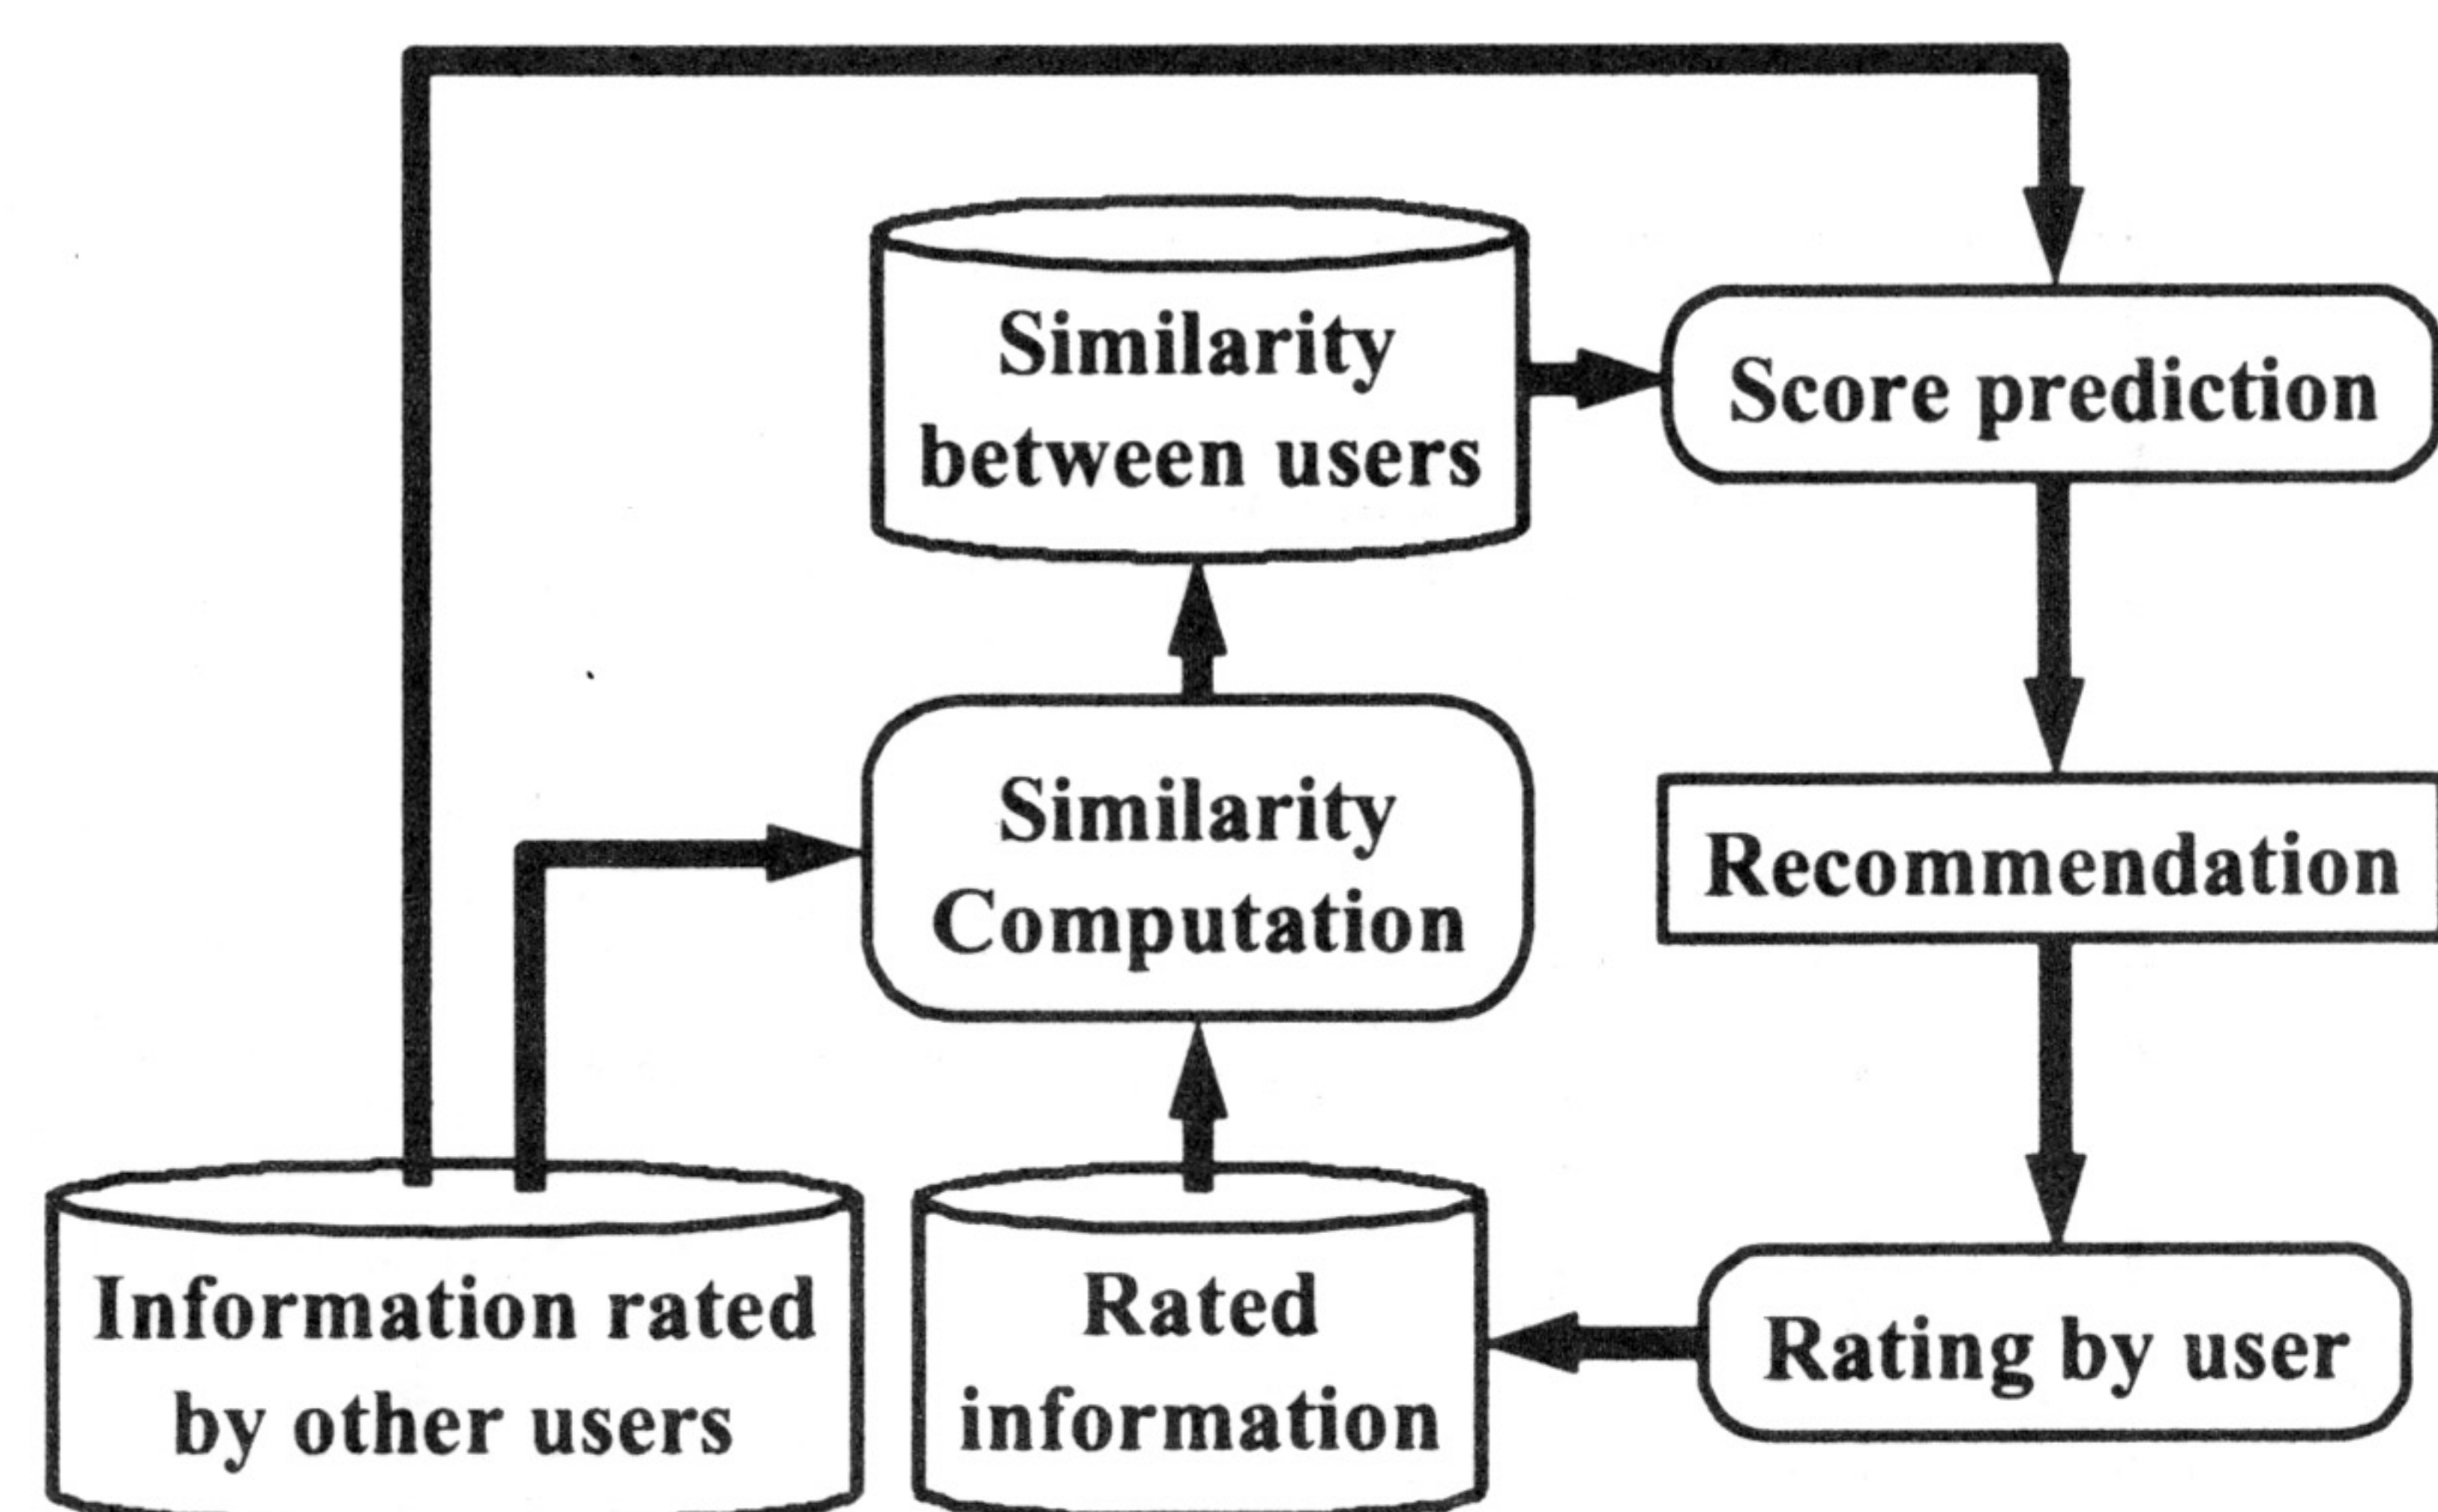 Similarity
between users
Score prediction
Similarity
Computation
Recommendation
Information rated
by other users
Rated
information
Rating by user